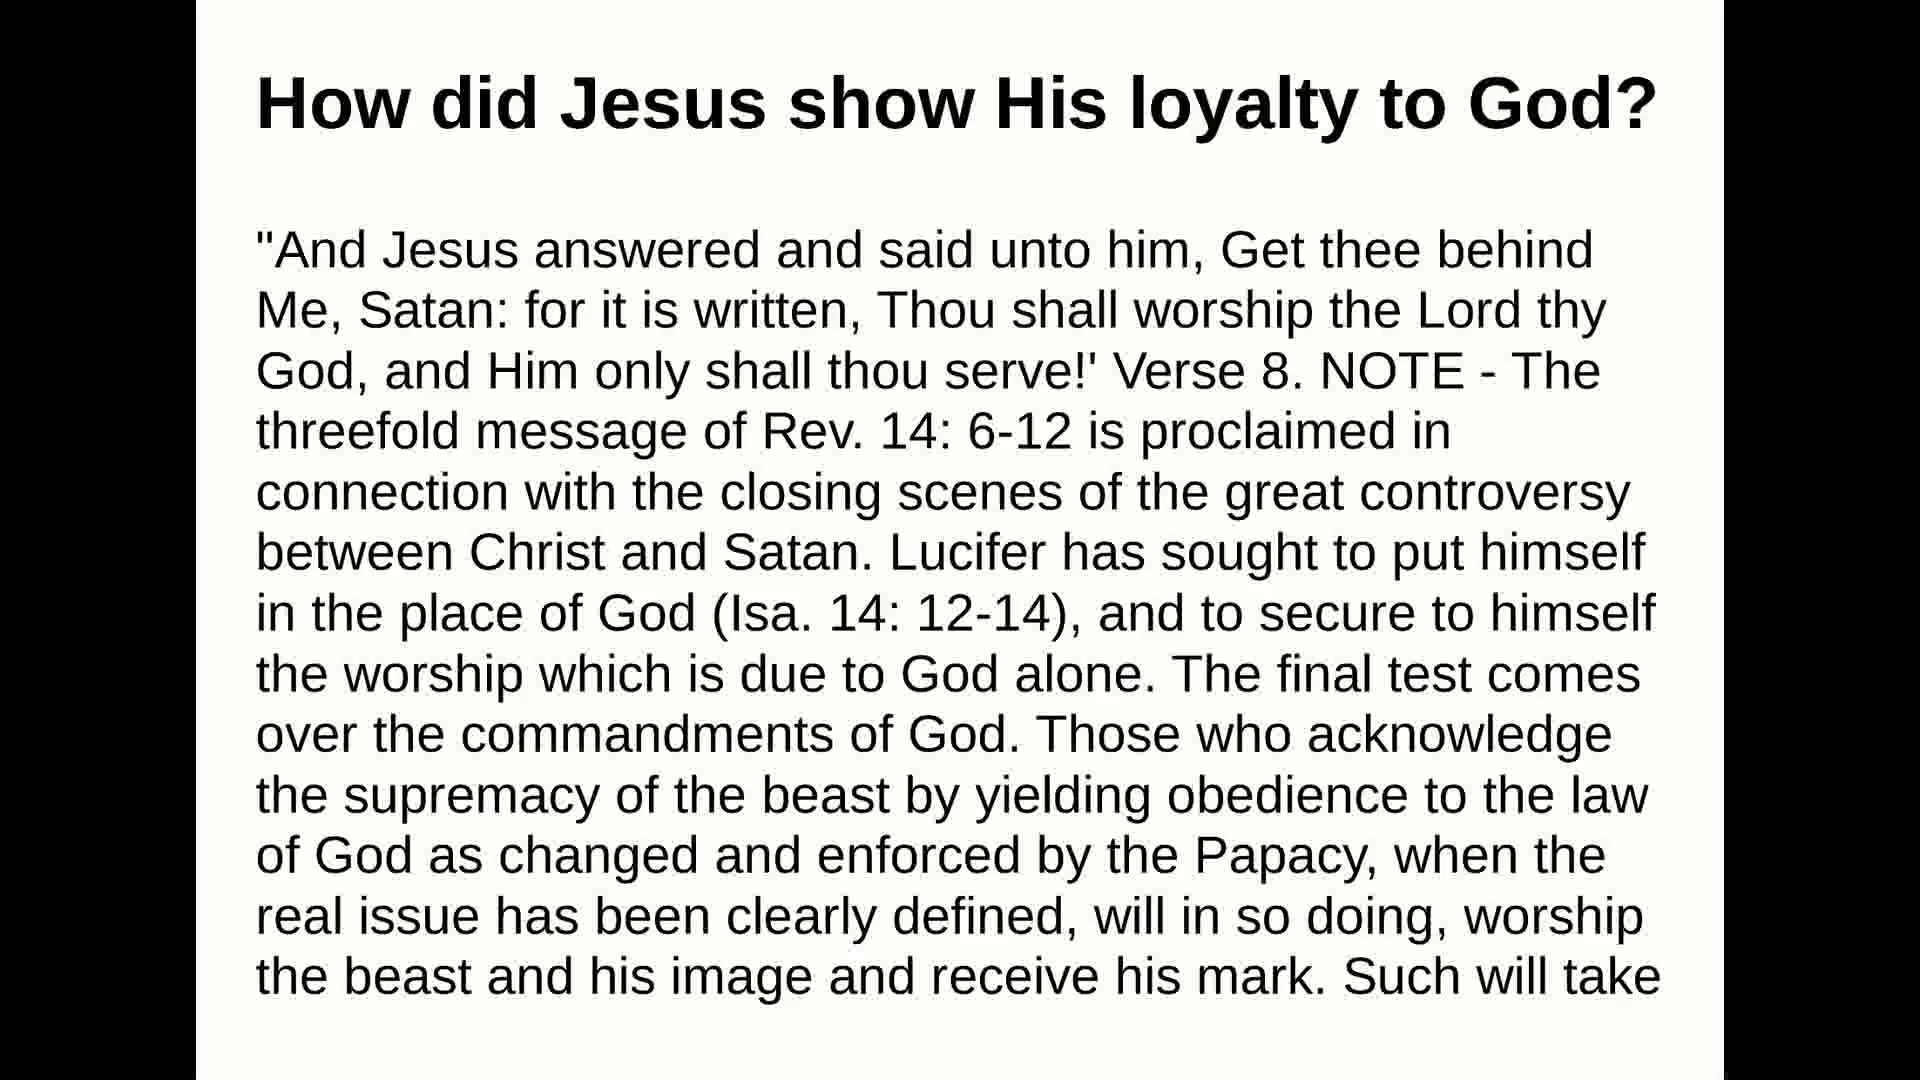 How did Jesus show His loyalty to God?
"And Jesus answered and said unto him, Get thee behind
Me, Satan: for it is written, Thou shall worship the Lord thy
God, and Him only shall thou serve!' Verse 8. NOTE - The
threefold message of Rev. 14: 6-12 is proclaimed in
connection with the closing scenes of the great controversy
between Christ and Satan. Lucifer has sought to put himself
in the place of God (Isa. 14: 12-14), and to secure to himself
the worship which is due to God alone. The final test comes
over the commandments of God. Those who acknowledge
the supremacy of the beast by yielding obedience to the law
of God as changed and enforced by the Papacy, when the
real issue has been clearly defined, will in so doing, worship
the beast and his image and receive his mark. Such will take